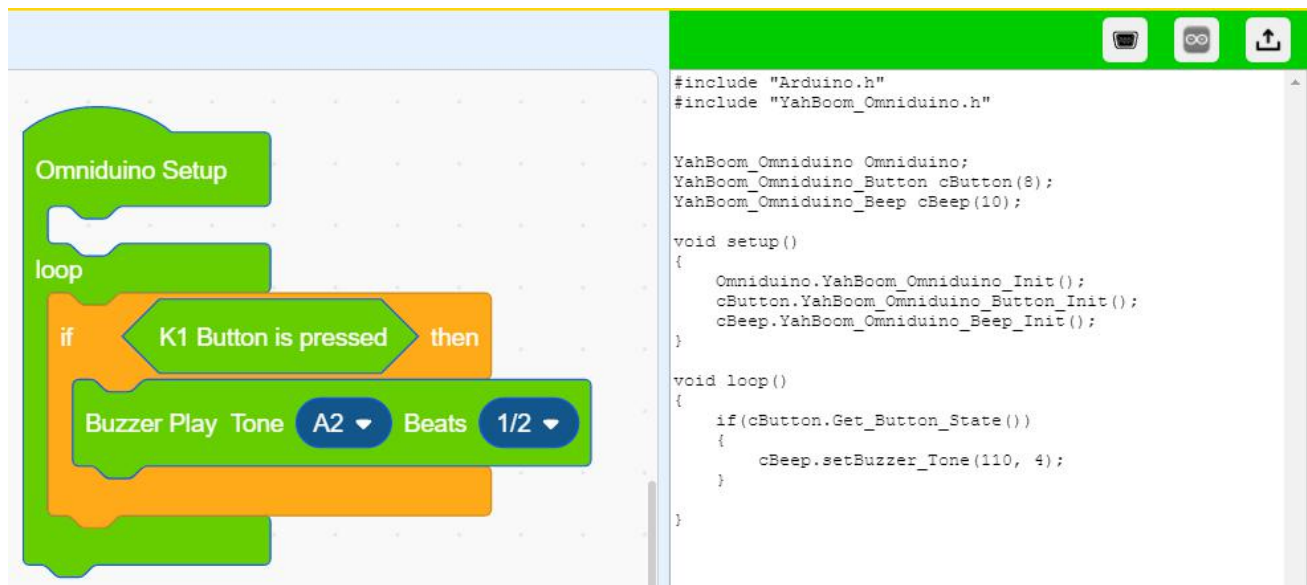 Omniduino Setup
loop
if K1 Button is pressed then
Buzzer Play Tone A2 Beats 1/2
#include "Arduino.h"
#include "YahBoom_Omniduino.h"
YahBoom_Omniduino Omniduino;
YahBoom_Omniduino_Button cButton(8);
YahBoom_Omniduino_Beep cBeep(10);
void setup()
{
Omniduino.YahBoom_Omniduino_Init();
cButton.YahBoom_Omniduino_Button_Init();
cBeep.YahBoom_Omniduino_Beep_Init();
}
void loop()
{
if(cButton.Get_Button_State())
{
cBeep.setBuzzer_Tone(110, 4);
}
}